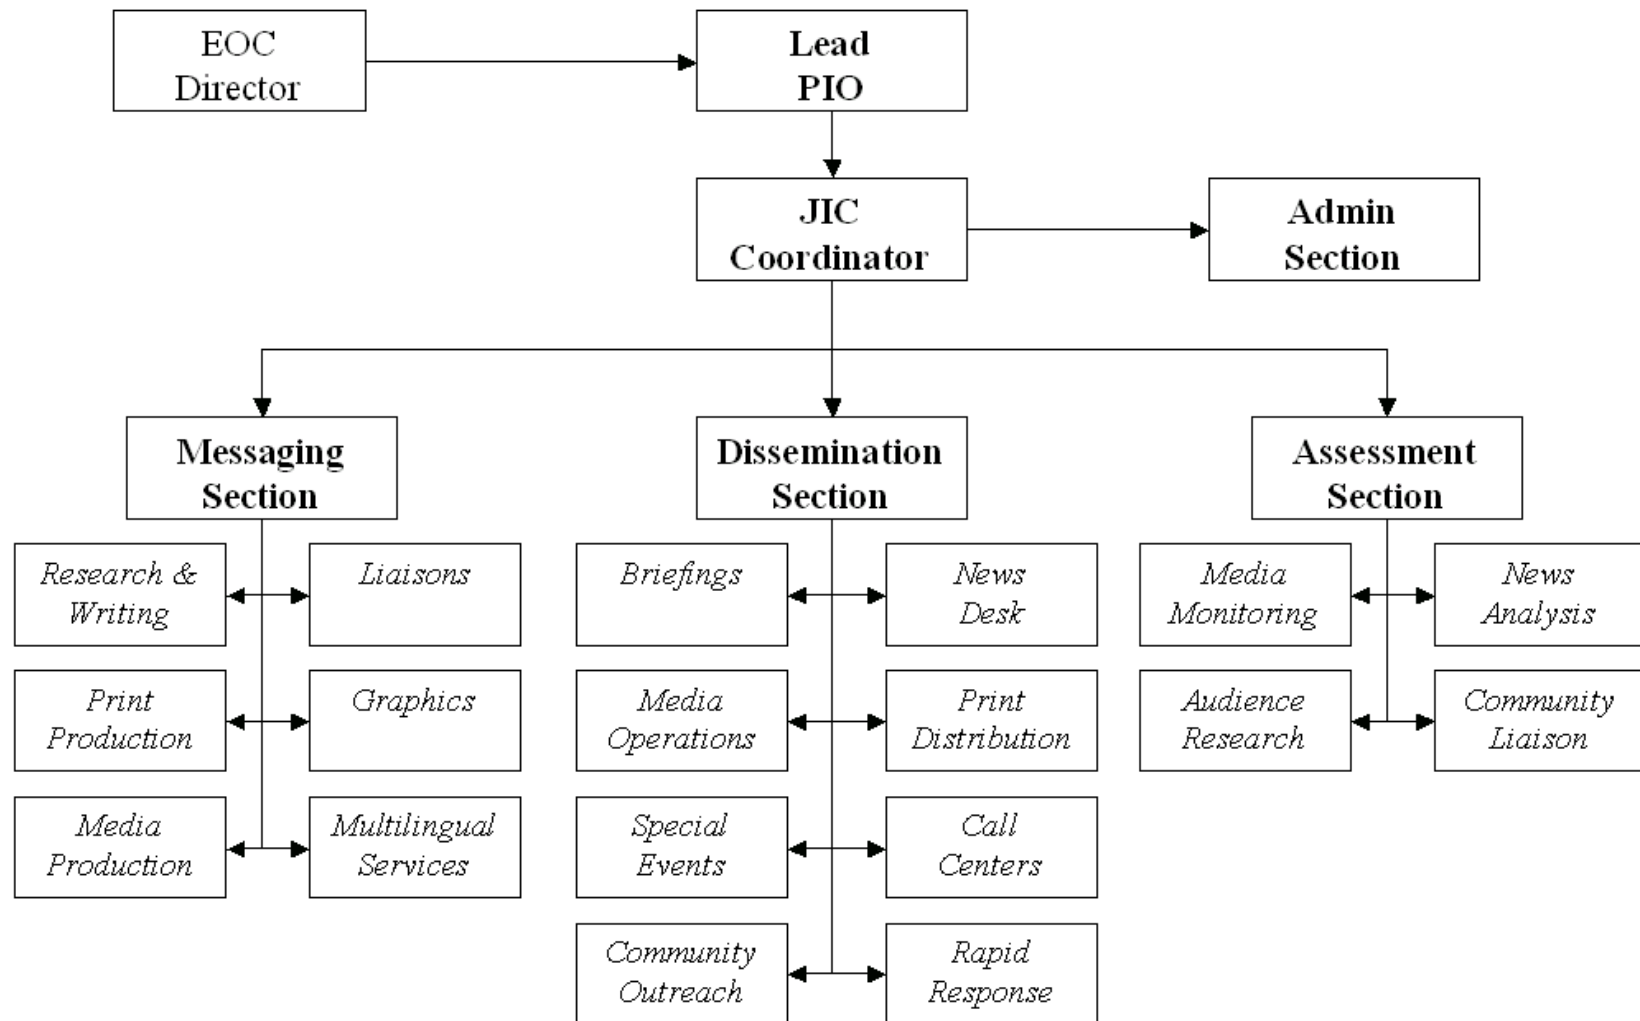 EOC
Director
Lead
PIO
JIC
Coordinator
Admin
Section
Messaging
Section
Dissemination
Section
Assessment
Section
Research &
Writing
Liaisons
Briefings
News
Desk
Media
Monitoring
News
Analysis
Print
Production
Graphics
Media
Operations
Print
Distribution
Audience
Research
Community
Liaison
Media
Production
Multilingual
Services
Special
Events
Call
Centers
Community
Outreach
Rapid
Response